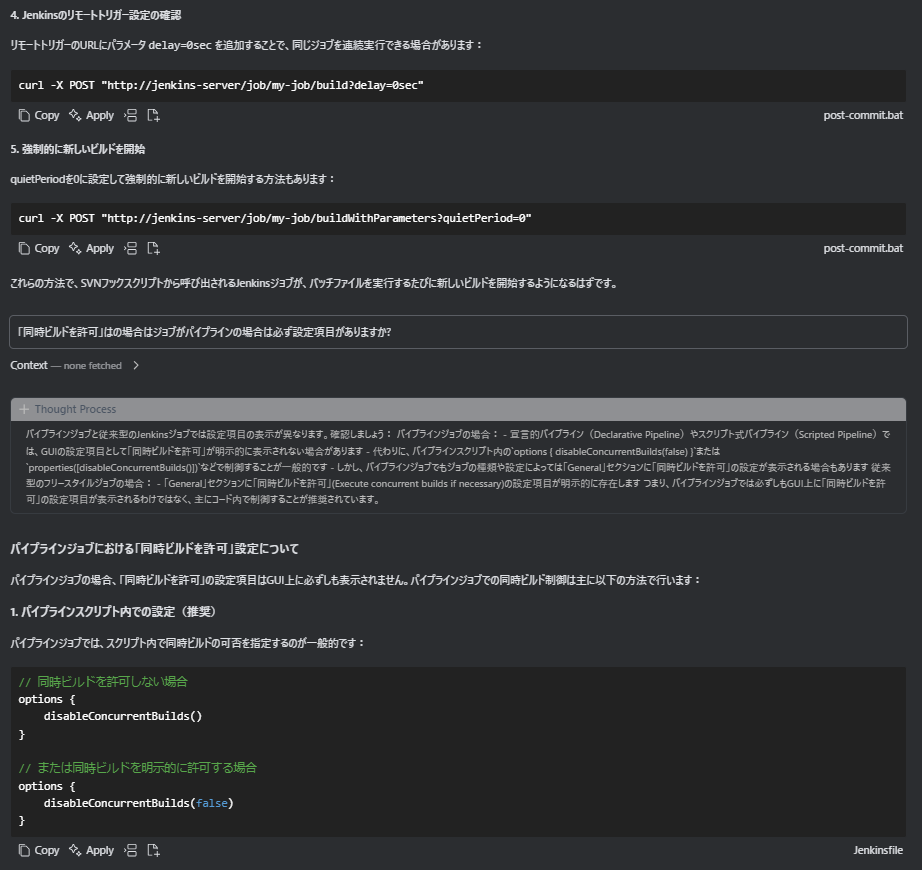 4. Jenkinsのリモートトリガー設定の確認
リモートトリガーのURLにパラメータ delay=0sec を追加することで、同じジョブを連続実行できる場合があります：
curl -X POST "http://jenkins-server/job/my-job/build?delay=0sec"
Copy Apply post-commit.bat
5. 強制的に新しいビルドを開始
quietPeriodを0に設定して強制的に新しいビルドを開始する方法もあります：
curl -X POST "http://jenkins-server/job/my-job/buildWithParameters?quietPeriod=0"
Copy Apply post-commit.bat
これらの方法で、SVNフックスクリプトから呼び出されるJenkinsジョブが、バッチファイルを実行するたびに新しいビルドを開始するようになるはずです。
「同時ビルドを許可」はの場合はジョブがパイプラインの場合は必ず設定項目がありますか?
Context — none fetched
Thought Process
パイプラインジョブと従来型のJenkinsジョブでは設定項目の表示が異なります。確認しましょう： パイプラインジョブの場合： - 宣言的パイプライン（Declarative Pipeline）やスクリプト式パイプライン（Scripted Pipeline）で
は、GUIの設定項目として「同時ビルドを許可」が明示的に表示されない場合があります - 代わりに、パイプラインスクリプト内の`options { disableConcurrentBuilds(false) }`または
`properties([disableConcurrentBuilds()])`などで制御することが一般的です - しかし、パイプラインジョブでもジョブの種類や設定によっては「General」セクションに「同時ビルドを許可」の設定が表示される場合もあります 従来
型のフリースタイルジョブの場合： - 「General」セクションに「同時ビルドを許可」(Execute concurrent builds if necessary)の設定項目が明示的に存在します つまり、パイプラインジョブでは必ずしもGUI上に「同時ビルドを許
可」の設定項目が表示されるわけではなく、主にコード内で制御することが推奨されています。
パイプラインジョブにおける「同時ビルドを許可」設定について
パイプラインジョブの場合、「同時ビルドを許可」の設定項目はGUI上に必ずしも表示されません。パイプラインジョブでの同時ビルド制御は主に以下の方法で行います：
1. パイプラインスクリプト内での設定（推奨）
パイプラインジョブでは、スクリプト内で同時ビルドの可否を指定するのが一般的です：
// 同時ビルドを許可しない場合
options {
    disableConcurrentBuilds()
}
// または同時ビルドを明示的に許可する場合
options {
    disableConcurrentBuilds(false)
}
Copy Apply Jenkinsfile